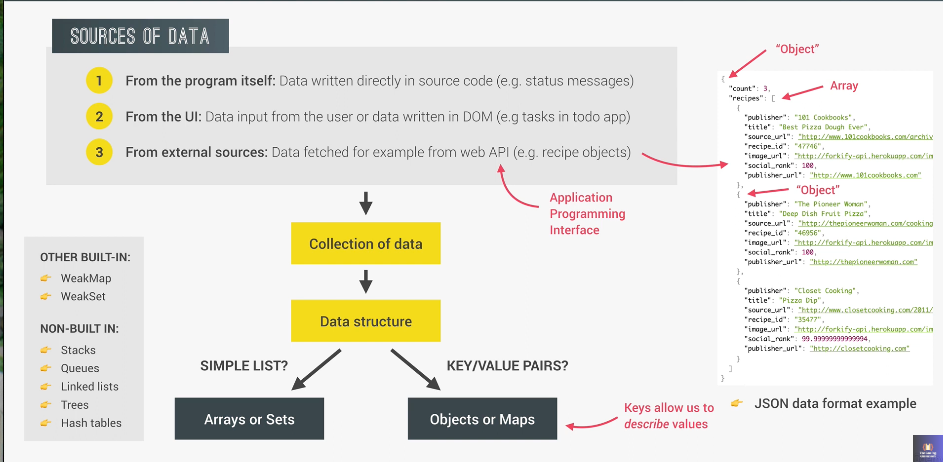 SOURCES OF DATA
1 From the program itself: Data written directly in source code (e.g. status messages)
2 From the UI: Data input from the user or data written in DOM (e.g tasks in todo app)
3 From external sources: Data fetched for example from web API (e.g. recipe objects)
Application
Programming
Interface
Collection of data
Data structure
SIMPLE LIST?
KEY/VALUE PAIRS?
Arrays or Sets
Objects or Maps
Keys allow us to
describe values
OTHER BUILT-IN:
WeakMap
WeakSet
NON-BUILT IN:
Stacks
Queues
Linked lists
Trees
Hash tables
"Object"
Array
"Object"
{
"count": 3,
"recipes": [
{
"publisher": "101 Cookbooks",
"title": "Best Pizza Dough Ever",
"source_url": "http://www.101cookbooks.com/archiv
"recipe_id": "47746",
"image_url": "http://forkify-api.herokuapp.com/im
"social_rank": 100,
"publisher_url": "http://www.101cookbooks.com"
},
{
"publisher": "The Pioneer Woman",
"title": "Deep Dish Fruit Pizza",
"source_url": "http://thepioneerwoman.com/cooking
"recipe_id": "46956",
"image_url": "http://forkify-api.herokuapp.com/im
"social_rank": 100,
"publisher_url": "http://thepioneerwoman.com"
},
{
"publisher": "Closet Cooking",
"title": "Pizza Dip",
"source_url": "http://www.closetcooking.com/2011/
"recipe_id": "35477",
"image_url": "http://forkify-api.herokuapp.com/im
"social_rank": 99.99999999999994,
"publisher_url": "http://closetcooking.com"
}
]
}
JSON data format example